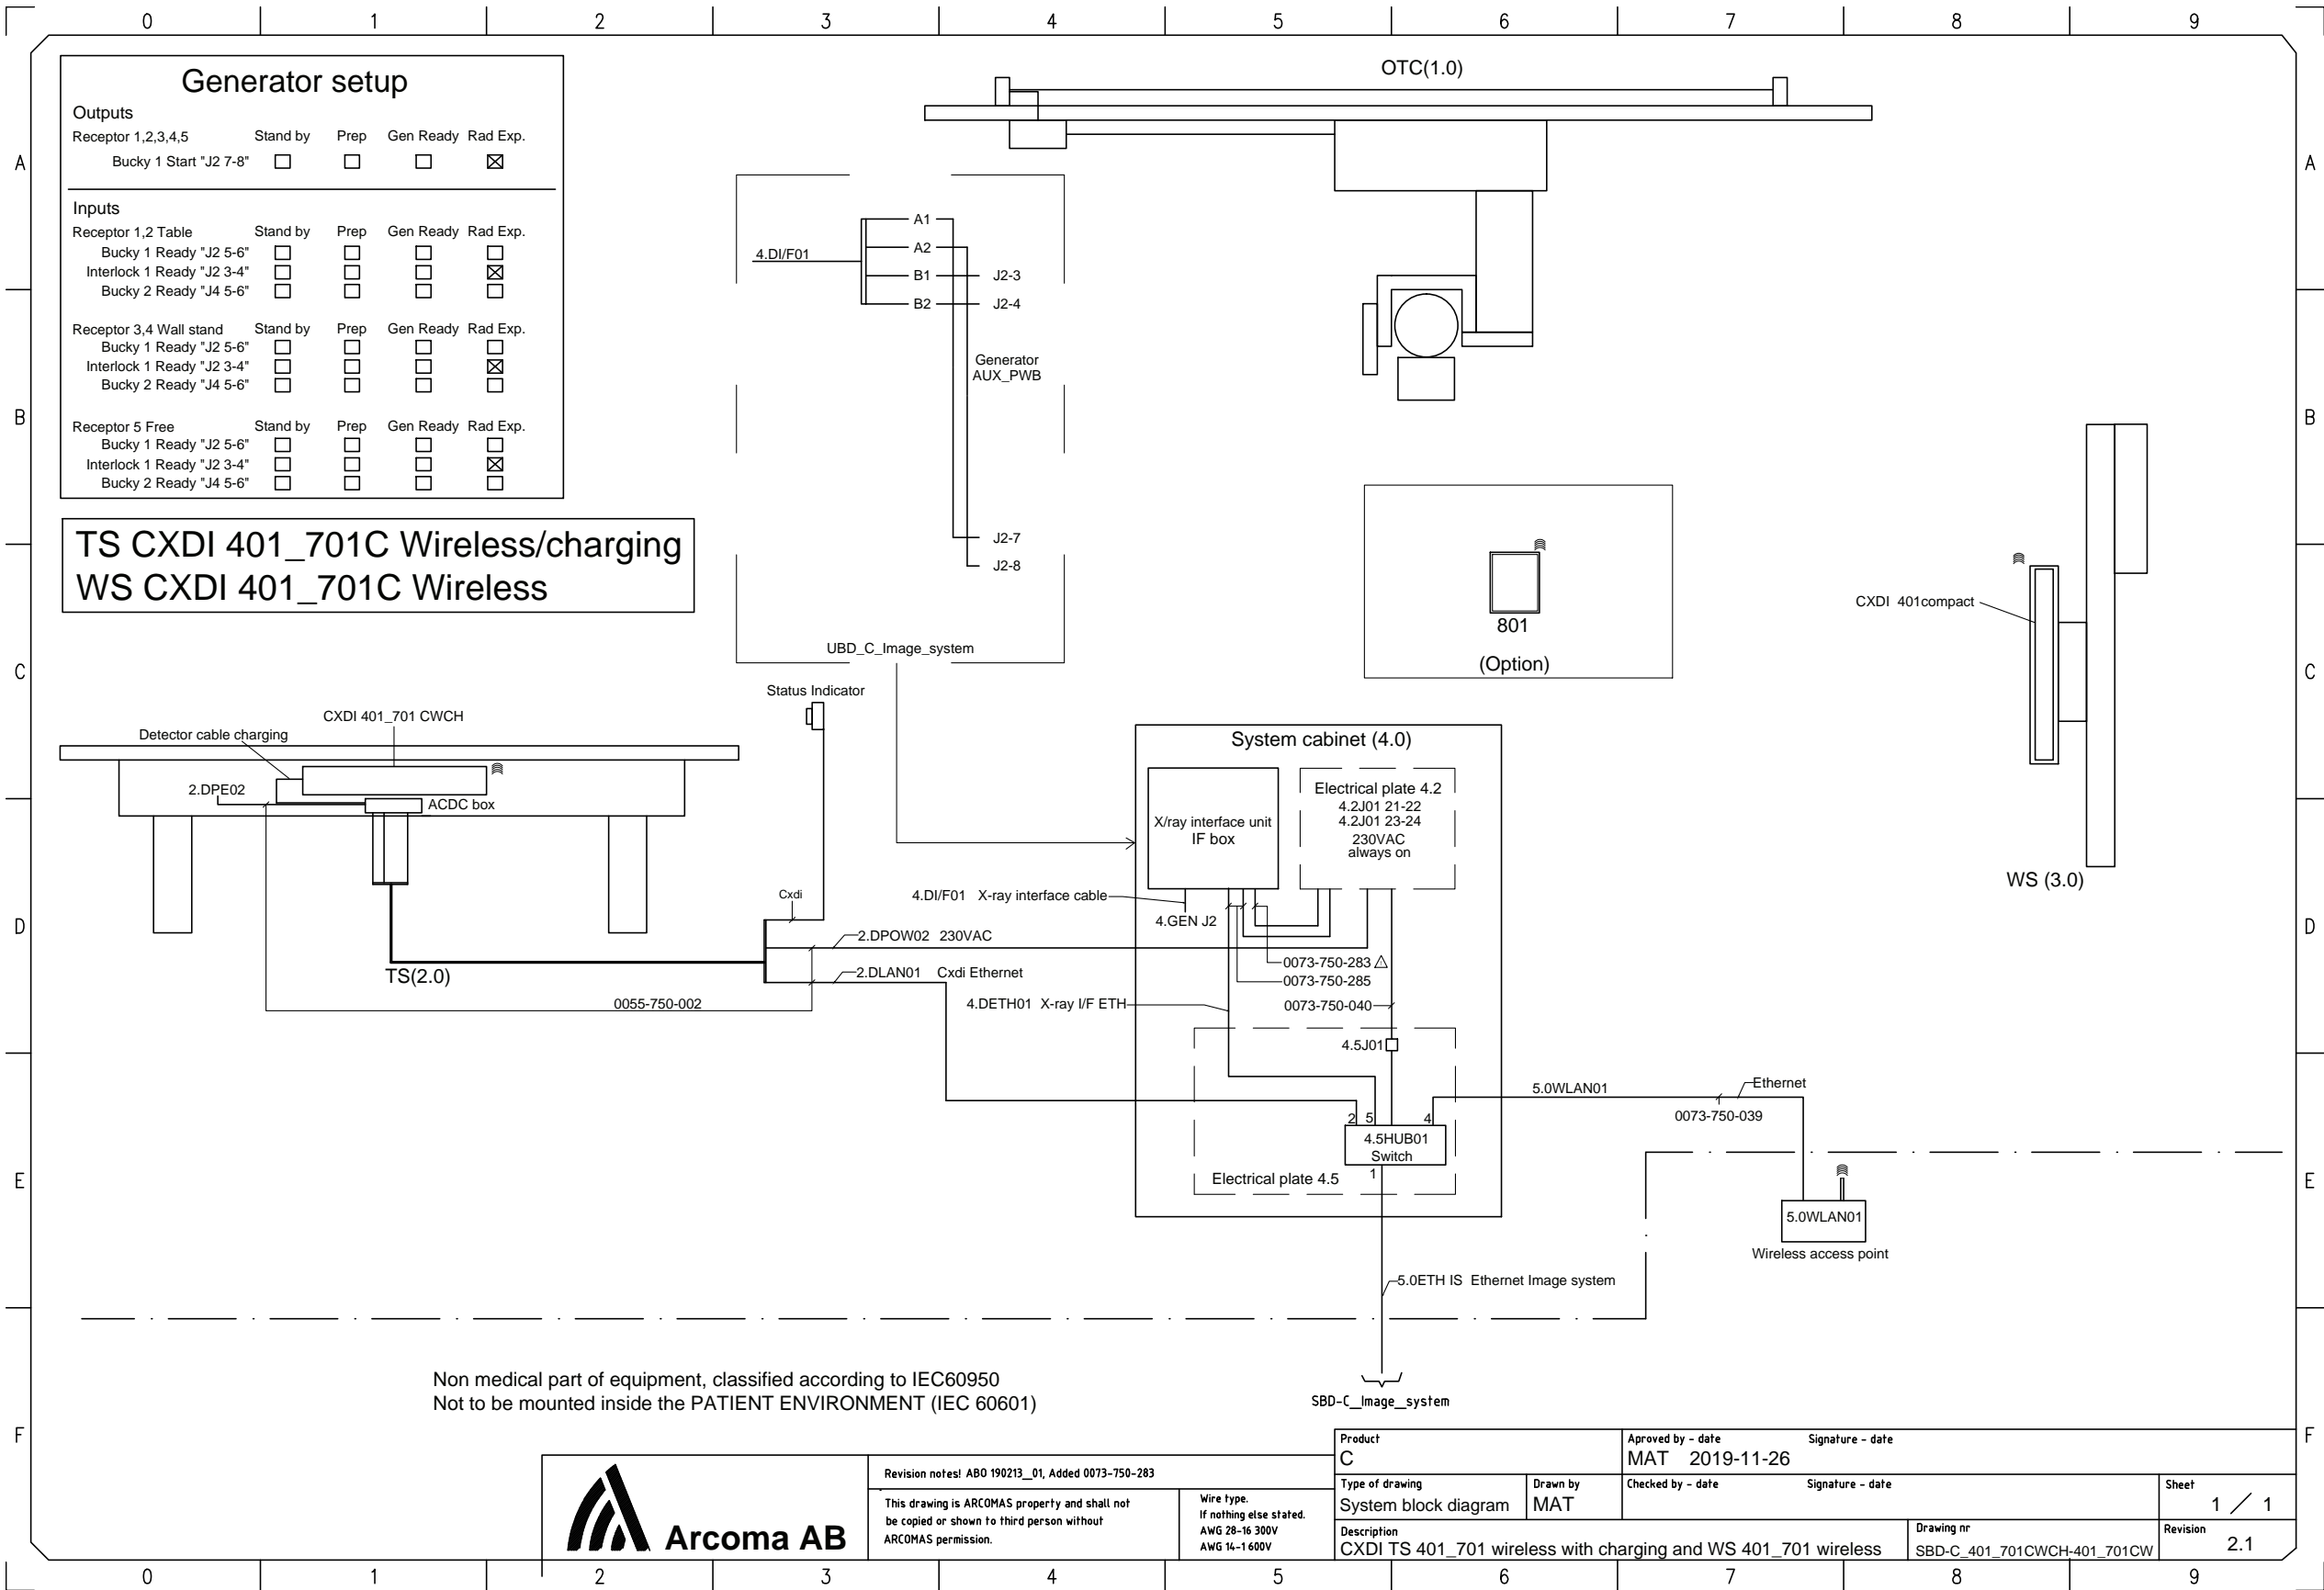 0 1 2 3 4 5 6 7 8 9
Generator setup
Outputs
Receptor 1,2,3,4,5 Stand by Prep Gen Ready Rad Exp.
Bucky 1 Start "J2 7-8"
Inputs
Receptor 1,2 Table Stand by Prep Gen Ready Rad Exp.
Bucky 1 Ready "J2 5-6"
Interlock 1 Ready "J2 3-4"
Bucky 2 Ready "J4 5-6"
Receptor 3,4 Wall stand Stand by Prep Gen Ready Rad Exp.
Bucky 1 Ready "J2 5-6"
Interlock 1 Ready "J2 3-4"
Bucky 2 Ready "J4 5-6"
Receptor 5 Free Stand by Prep Gen Ready Rad Exp.
Bucky 1 Ready "J2 5-6"
Interlock 1 Ready "J2 3-4"
Bucky 2 Ready "J4 5-6"
TS CXDI 401_701C Wireless/charging
WS CXDI 401_701C Wireless
A
B
C
D
E
F
4.DI/F01
A1
A2
B1
B2
J2-3
J2-4
Generator
AUX_PWB
J2-7
J2-8
UBD_C_Image_system
OTC(1.0)
801
(Option)
CXDI 401compact
WS (3.0)
Status Indicator
CXDI 401_701 CWCH
Detector cable charging
2.DPE02
ACDC box
TS(2.0)
Cxdi
2.DPOW02 230VAC
2.DLAN01 Cxdi Ethernet
0055-750-002
System cabinet (4.0)
X/ray interface unit
IF box
Electrical plate 4.2
4.2J01 21-22
4.2J01 23-24
230VAC
always on
4.DI/F01 X-ray interface cable
4.GEN J2
0073-750-283
0073-750-285
4.DETH01 X-ray I/F ETH
0073-750-040
4.5J01
2 5 4
4.5HUB01
Switch
1
Electrical plate 4.5
5.0WLAN01
Ethernet
0073-750-039
5.0WLAN01
Wireless access point
5.0ETH IS Ethernet Image system
SBD-C_Image_system
Non medical part of equipment, classified according to IEC60950
Not to be mounted inside the PATIENT ENVIRONMENT (IEC 60601)
A
B
C
D
E
F
Arcoma AB
Revision notes! ABO 190213_01, Added 0073-750-283
This drawing is ARCOMAS property and shall not
be copied or shown to third person without
ARCOMAS permission.
Wire type.
If nothing else stated.
AWG 28-16 300V
AWG 14-1 600V
Product
C
Aproved by - date Signature - date
MAT 2019-11-26
Type of drawing
System block diagram
Drawn by
MAT
Checked by - date Signature - date
Sheet
1 / 1
Description
CXDI TS 401_701 wireless with charging and WS 401_701 wireless
Drawing nr
SBD-C_401_701CWCH-401_701CW
Revision
2.1
0 1 2 3 4 5 6 7 8 9